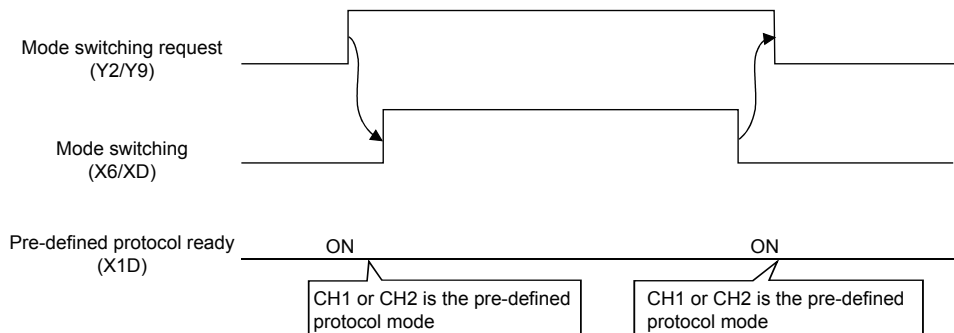 Mode switching request
(Y2/Y9)
Mode switching
(X6/XD)
Pre-defined protocol ready
(X1D)
ON
ON
CH1 or CH2 is the pre-defined
protocol mode
CH1 or CH2 is the pre-defined
protocol mode